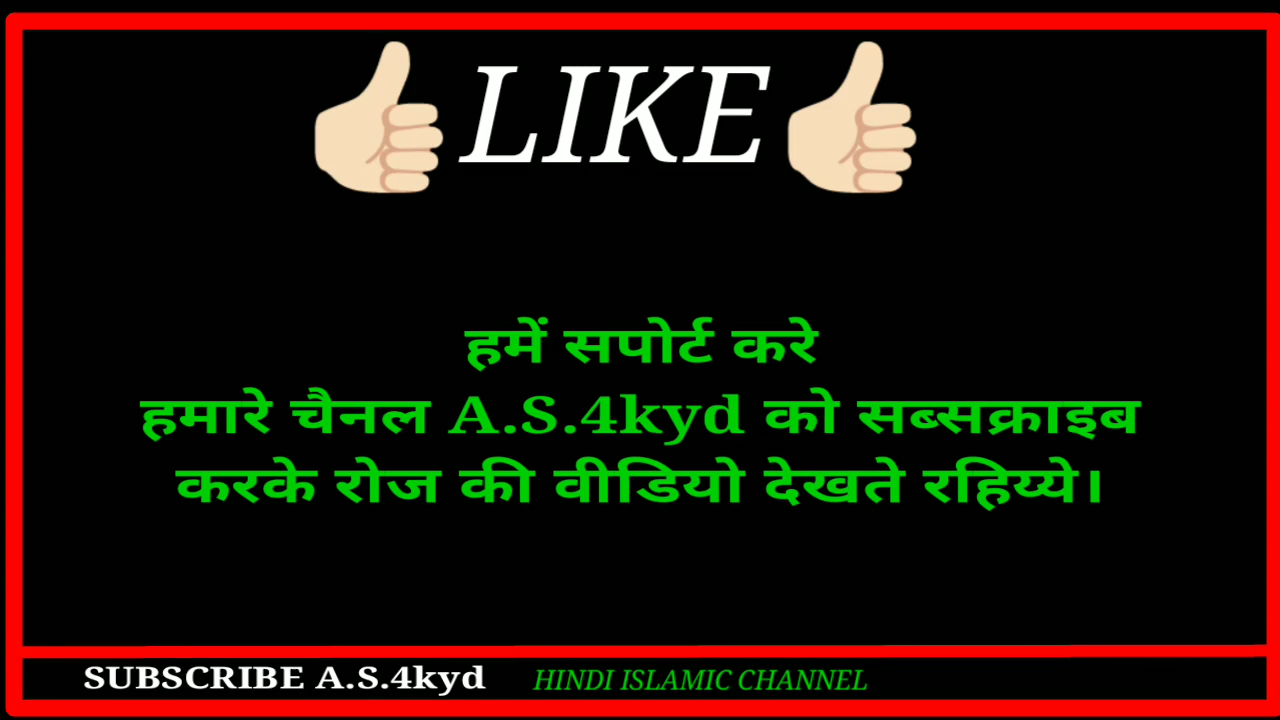 LIKE
हमें सपोर्ट करे
हमारे चैनल A.S.4kyd को सब्सक्राइब
करके रोज की वीडियो देखते रहिय्ये।
SUBSCRIBE A.S.4kyd HINDI ISLAMIC CHANNEL